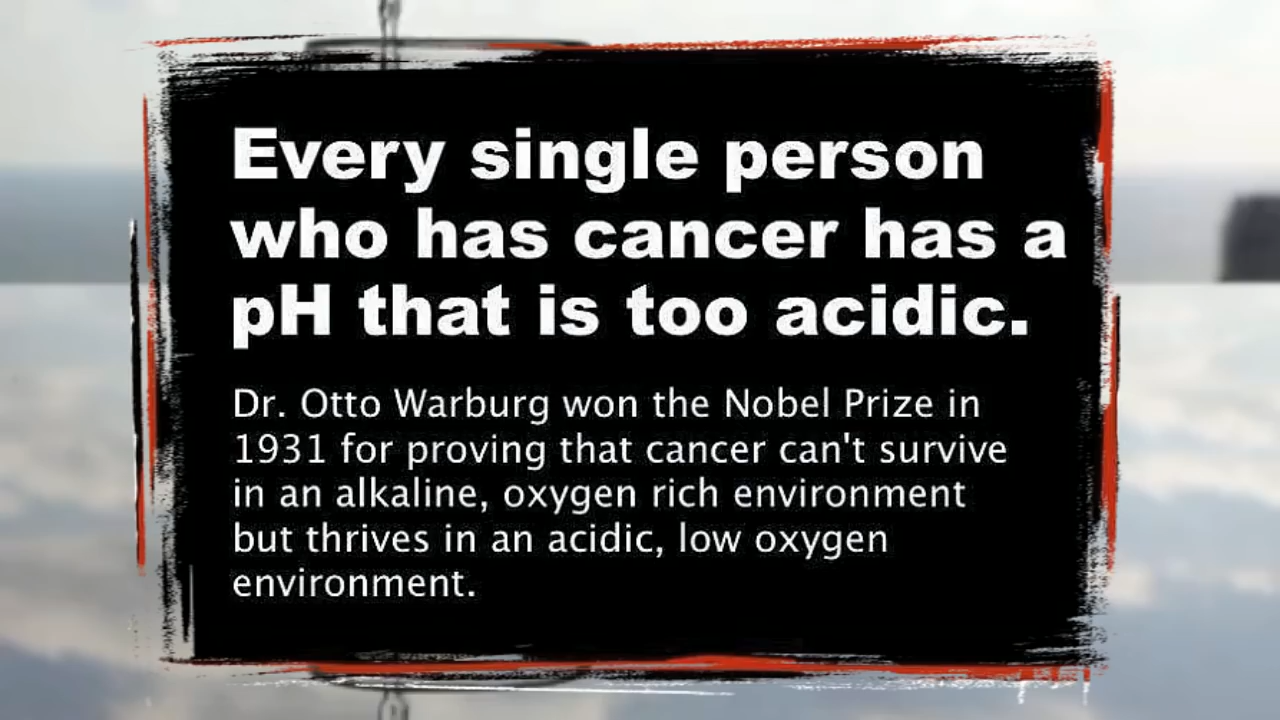 Every single person
who has cancer has a
pH that is too acidic.
Dr. Otto Warburg won the Nobel Prize in
1931 for proving that cancer can't survive
in an alkaline, oxygen rich environment
but thrives in an acidic, low oxygen
environment.